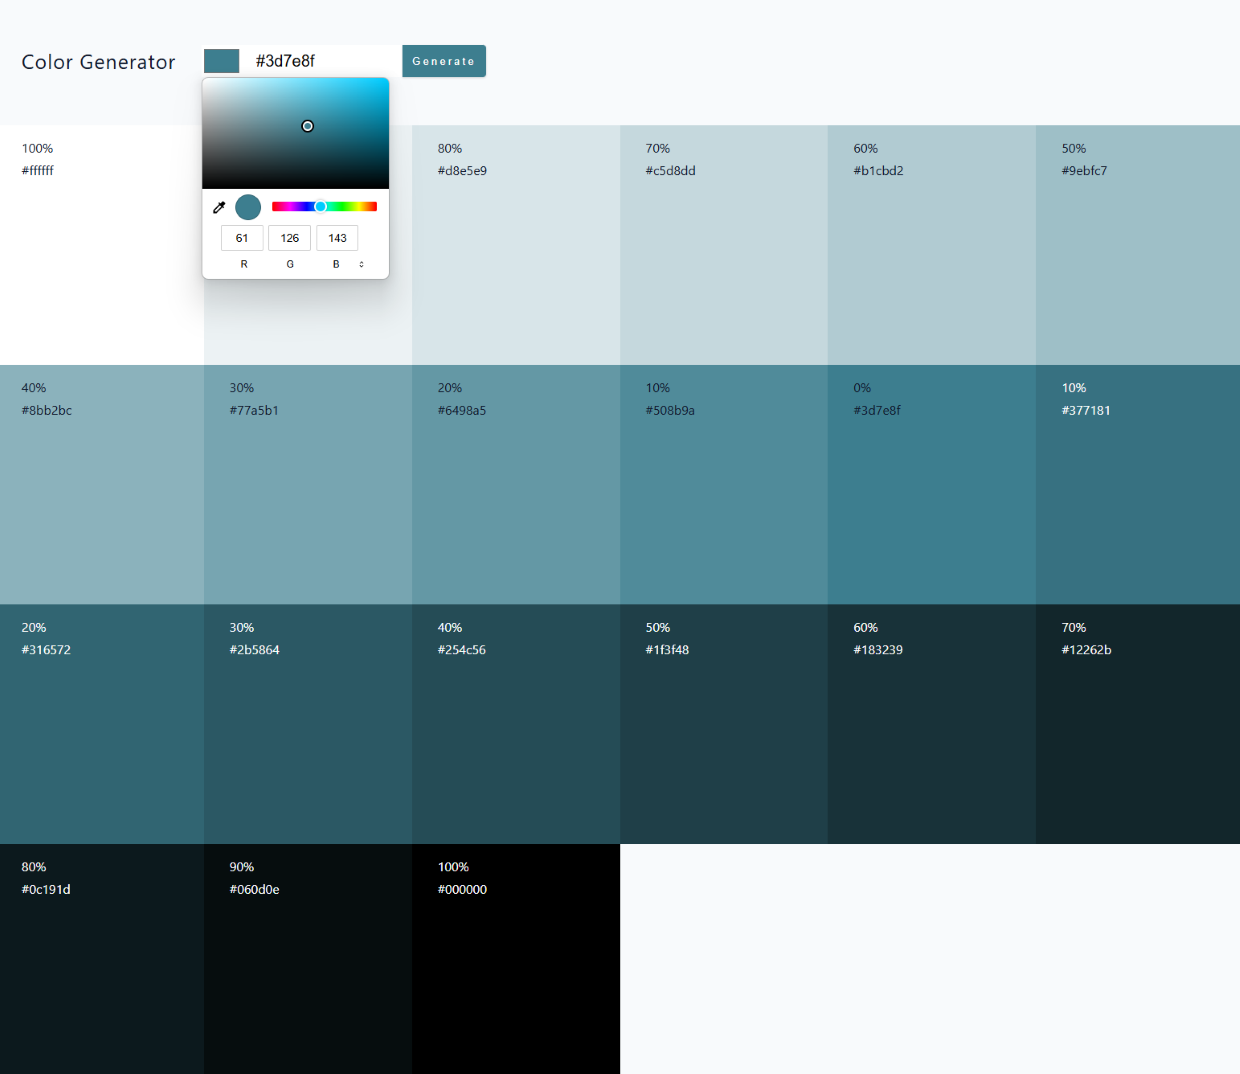 Color Generator
#3d7e8f
Generate
61
126
143
R
G
B
100%
#ffffff
80%
#d8e5e9
70%
#c5d8dd
60%
#b1cbd2
50%
#9ebfc7
40%
#8bb2bc
30%
#77a5b1
20%
#6498a5
10%
#508b9a
0%
#3d7e8f
10%
#377181
20%
#316572
30%
#2b5864
40%
#254c56
50%
#1f3f48
60%
#183239
70%
#12262b
80%
#0c191d
90%
#060d0e
100%
#000000